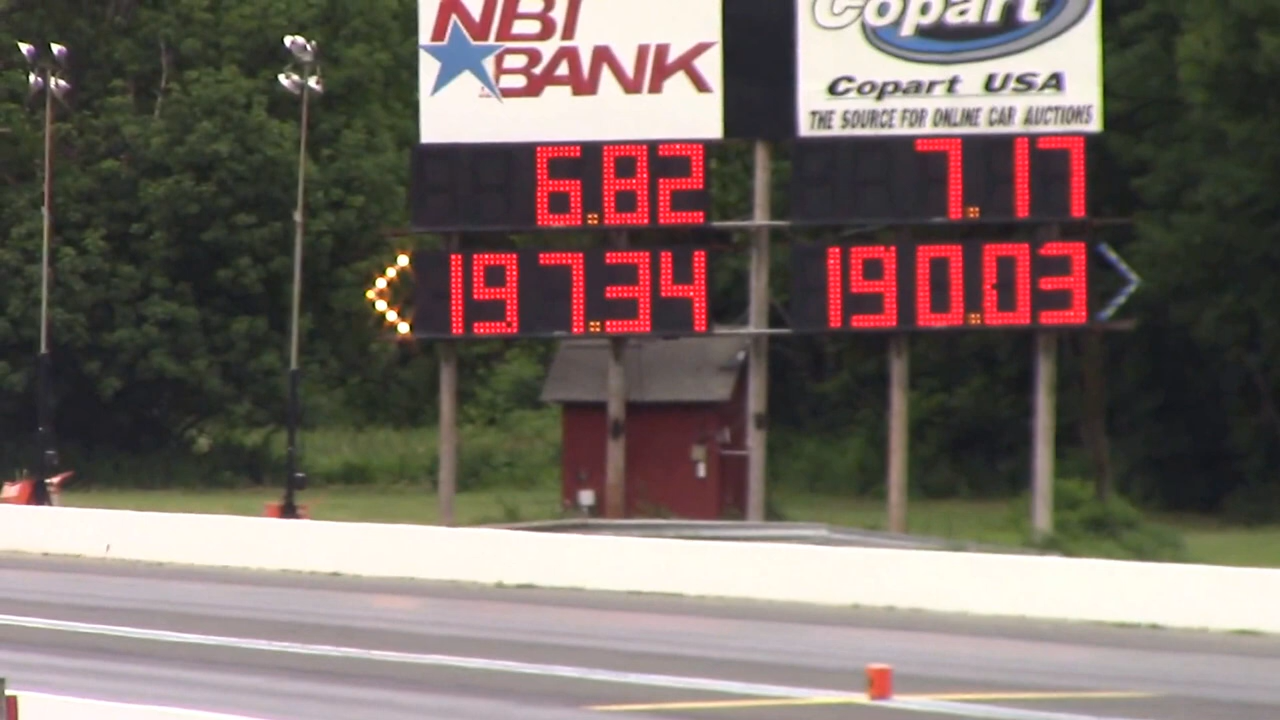 NBI
BANK
Copart
Copart USA
THE SOURCE FOR ONLINE CAR AUCTIONS
6.82
7.17
197.34
190.03